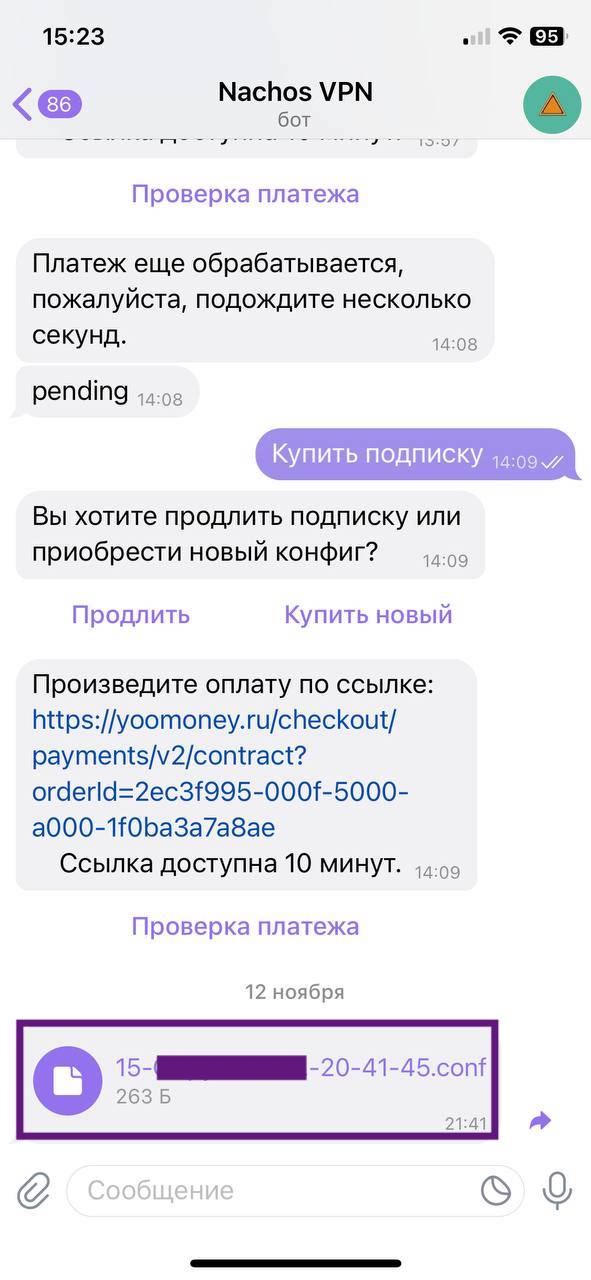 15:23
95
86
Nachos VPN
бот
13:57
Проверка платежа
Платеж еще обрабатывается,
пожалуйста, подождите несколько
секунд.
14:08
pending 14:08
Купить подписку 14:09
Вы хотите продлить подписку или
приобрести новый конфиг?
14:09
Продлить
Купить новый
Произведите оплату по ссылке:
https://yoomoney.ru/checkout/
payments/v2/contract?
orderId=2ec3f995-000f-5000-
a000-1f0ba3a7a8ae
Ссылка доступна 10 минут. 14:09
Проверка платежа
12 ноября
15- -20-41-45.conf
263 Б
21:41
Сообщение